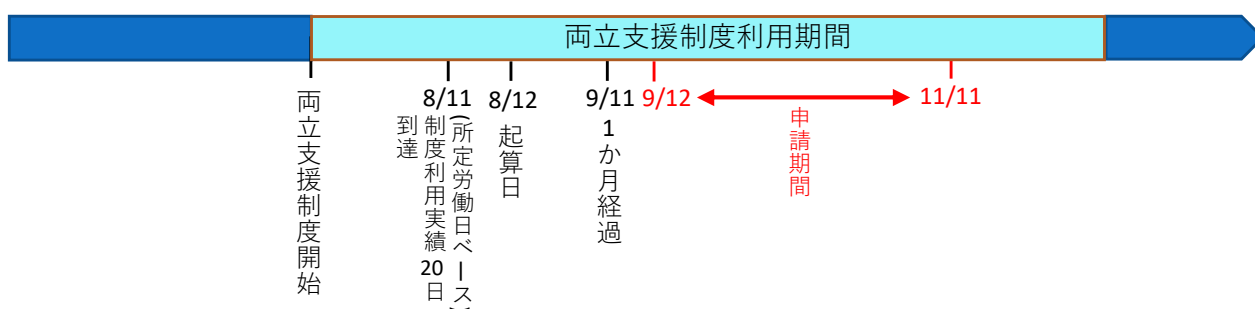 両立支援制度利用期間
両立支援制度開始
8/11
(所定労働日ベース)
制度利用実績20日
到達
8/12
起算日
9/11
1か月経過
9/12
申請期間
11/11